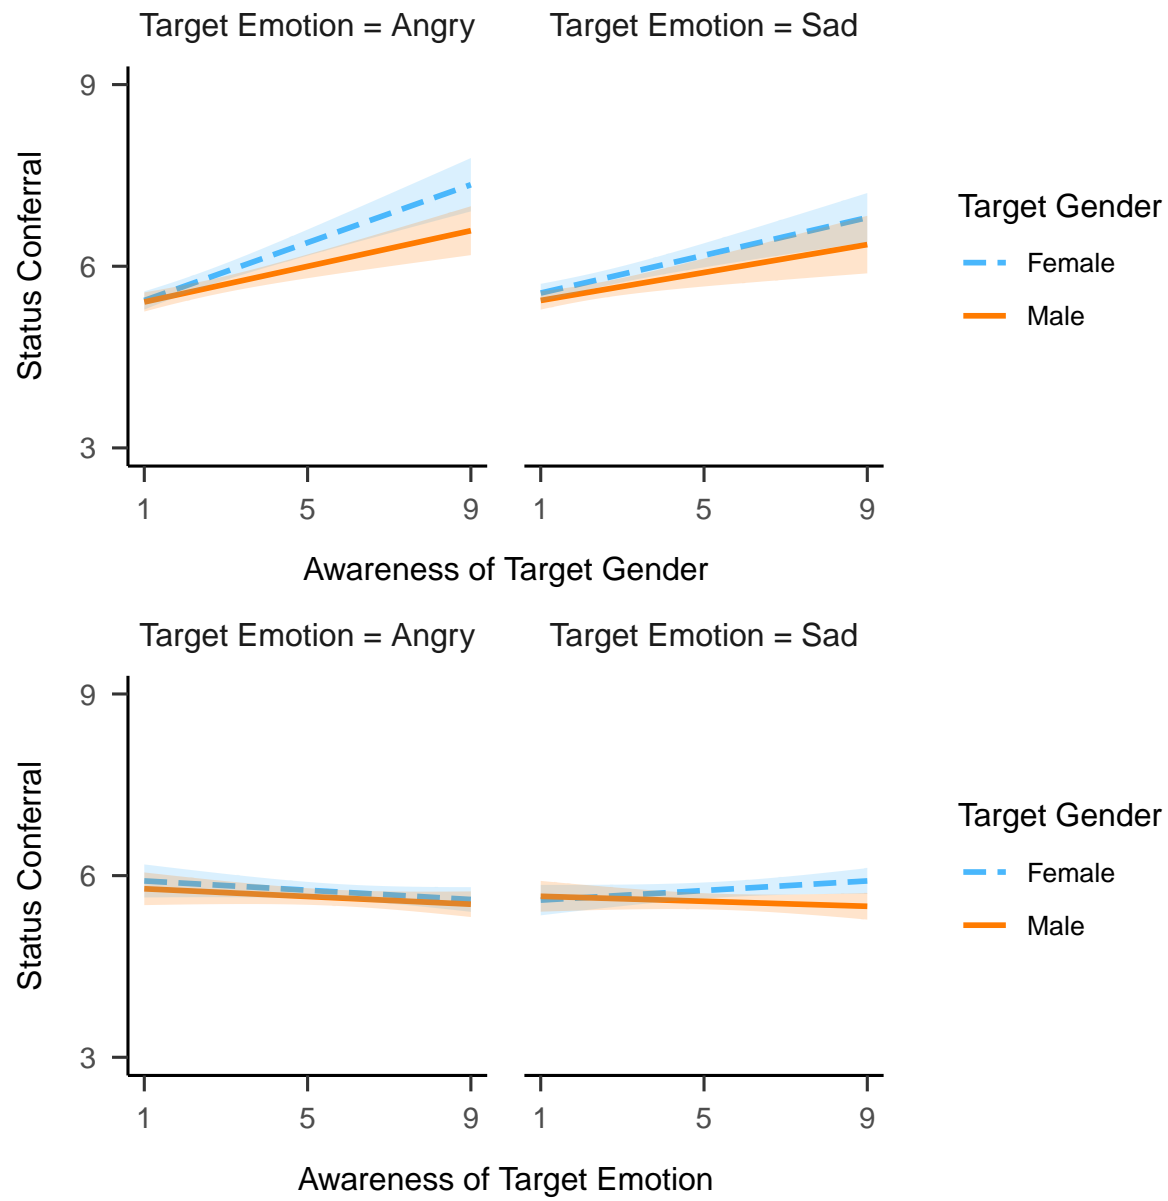 Target Emotion = Angry
Target Emotion = Sad
9
6
3
Status Conferral
1
5
9
1
5
9
Awareness of Target Gender
Target Gender
Female
Male
Target Emotion = Angry
Target Emotion = Sad
9
6
3
Status Conferral
1
5
9
1
5
9
Awareness of Target Emotion
Target Gender
Female
Male